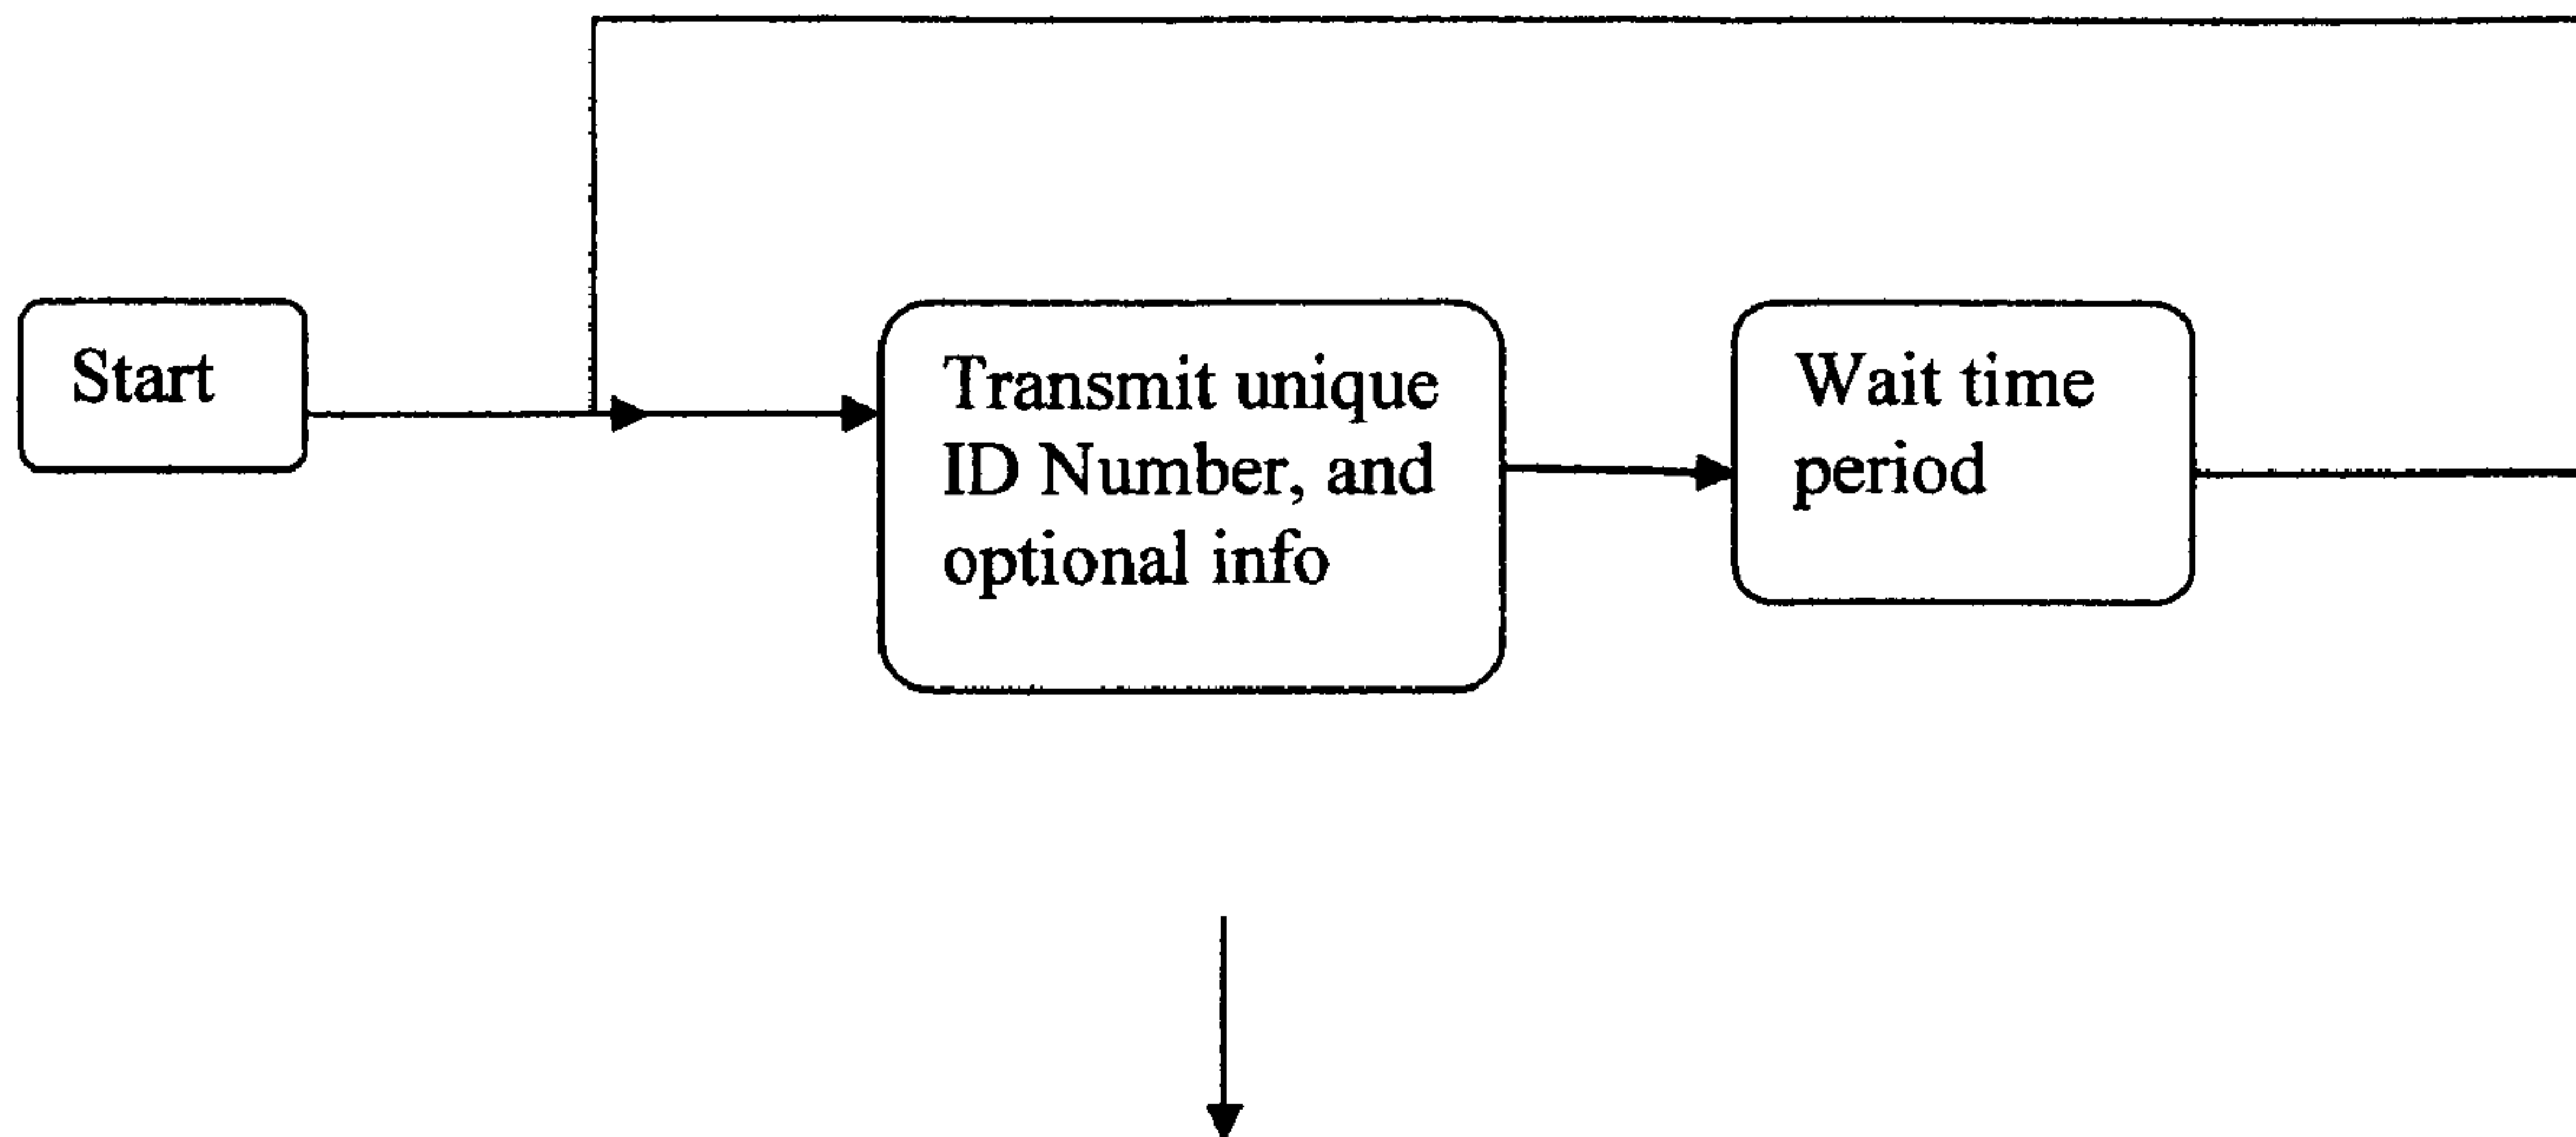 Start
Transmit unique
ID Number, and
optional info
Wait time
period